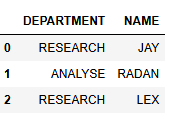 DEPARTMENT NAME
0 RESEARCH JAY
1 ANALYSE RADAN
2 RESEARCH LEX